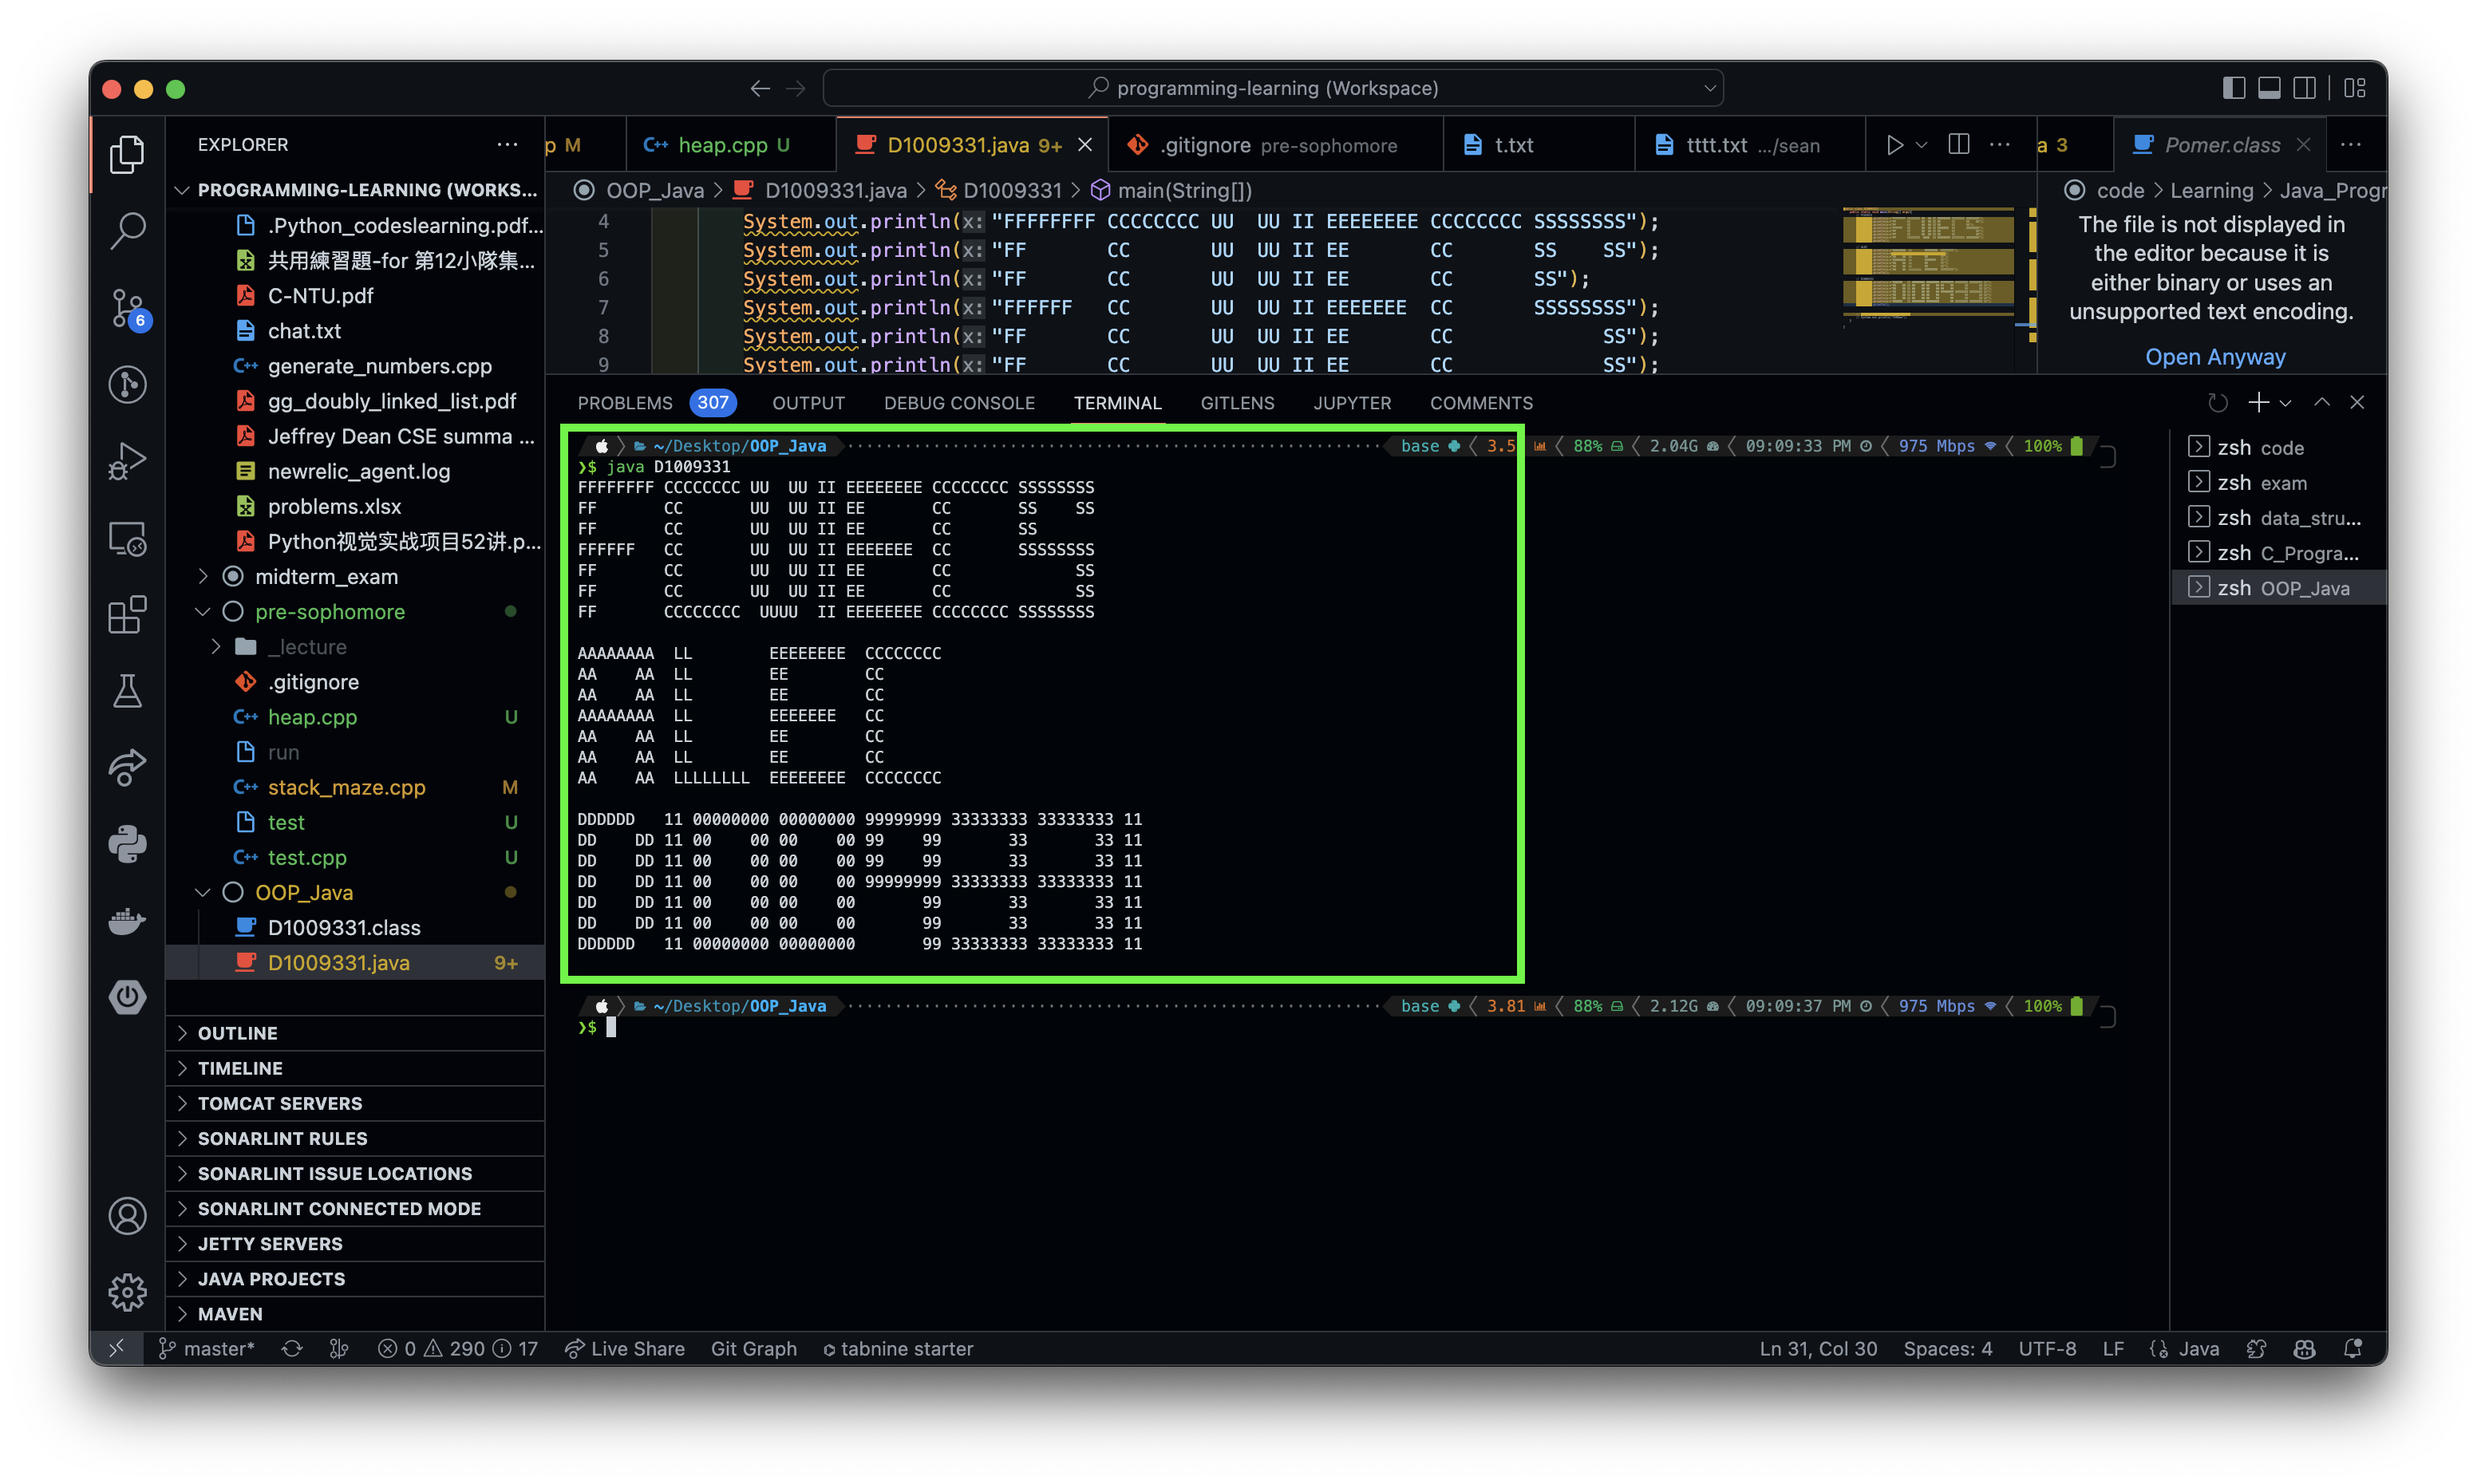 programming-learning (Workspace)
EXPLORER
p M
heap.cpp U
D1009331.java 9+
.gitignore pre-sophomore
t.txt
tttt.txt .../sean
a 3
Pomer.class
PROGRAMMING-LEARNING (WORKS...
.Python_codeslearning.pdf...
共用練習題-for 第12小隊集...
C-NTU.pdf
chat.txt
generate_numbers.cpp
gg_doubly_linked_list.pdf
Jeffrey Dean CSE summa ...
newrelic_agent.log
problems.xlsx
Python视觉实战项目52讲.p...
midterm_exam
pre-sophomore
_lecture
.gitignore
heap.cpp U
run
stack_maze.cpp M
test U
test.cpp U
OOP_Java
D1009331.class
D1009331.java 9+
OUTLINE
TIMELINE
TOMCAT SERVERS
SONARLINT RULES
SONARLINT ISSUE LOCATIONS
SONARLINT CONNECTED MODE
JETTY SERVERS
JAVA PROJECTS
MAVEN
6
OOP_Java > D1009331.java > D1009331 > main(String[])
4 System.out.println(x: "FFFFFFFF CCCCCCCC UU  UU II EEEEEEEE CCCCCCCC SSSSSSSS");
5 System.out.println(x: "FF       CC       UU  UU II EE       CC       SS    SS");
6 System.out.println(x: "FF       CC       UU  UU II EE       CC       SS");
7 System.out.println(x: "FFFFFF   CC       UU  UU II EEEEEEE  CC       SSSSSSSS");
8 System.out.println(x: "FF       CC       UU  UU II EE       CC             SS");
9 System.out.println(x: "FF       CC       UU  UU II EE       CC             SS");
code > Learning > Java_Progr
The file is not displayed in
the editor because it is
either binary or uses an
unsupported text encoding.
Open Anyway
PROBLEMS 307 OUTPUT DEBUG CONSOLE TERMINAL GITLENS JUPYTER COMMENTS
~/Desktop/OOP_Java base 3.5 88% 2.04G 09:09:33 PM 975 Mbps 100%
❯$ java D1009331
FFFFFFFF CCCCCCCC UU  UU II EEEEEEEE CCCCCCCC SSSSSSSS
FF       CC       UU  UU II EE       CC       SS    SS
FF       CC       UU  UU II EE       CC       SS
FFFFFF   CC       UU  UU II EEEEEEE  CC       SSSSSSSS
FF       CC       UU  UU II EE       CC             SS
FF       CC       UU  UU II EE       CC             SS
FF       CCCCCCCC  UUUU  II EEEEEEEE CCCCCCCC SSSSSSSS
AAAAAAAA  LL        EEEEEEEE  CCCCCCCC
AA    AA  LL        EE        CC
AA    AA  LL        EE        CC
AAAAAAAA  LL        EEEEEEE   CC
AA    AA  LL        EE        CC
AA    AA  LL        EE        CC
AA    AA  LLLLLLLL  EEEEEEEE  CCCCCCCC
DDDDDD   11 00000000 00000000 99999999 33333333 33333333 11
DD    DD 11 00    00 00    00 99    99       33       33 11
DD    DD 11 00    00 00    00 99    99       33       33 11
DD    DD 11 00    00 00    00 99999999 33333333 33333333 11
DD    DD 11 00    00 00    00       99       33       33 11
DD    DD 11 00    00 00    00       99       33       33 11
DDDDDD   11 00000000 00000000       99 33333333 33333333 11
~/Desktop/OOP_Java base 3.81 88% 2.12G 09:09:37 PM 975 Mbps 100%
❯$
zsh code
zsh exam
zsh data_stru...
zsh C_Progra...
zsh OOP_Java
master* 0 290 17 Live Share Git Graph tabnine starter Ln 31, Col 30 Spaces: 4 UTF-8 LF Java